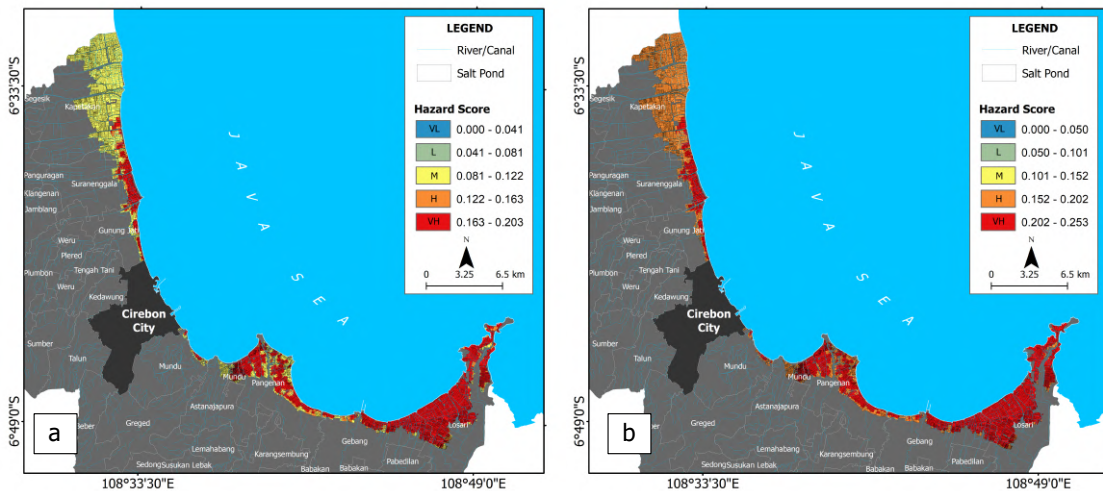 LEGEND
River/Canal
Salt Pond
Hazard Score
VL 0.000 - 0.041
L 0.041 - 0.081
M 0.081 - 0.122
H 0.122 - 0.163
VH 0.163 - 0.203
N
0 3.25 6.5 km
6°33'30"S
6°49'0"S
Segesik
Kapetakan
Panguragan
Suranenggala
Klangenan
Jamblang
Gunung Jati
Weru
Plered
Plumbon
Tengah Tani
Weru
Kedawung
Cirebon
City
Sumber
Talun
Mundu
Mundu
Pangenan
Astanajapura
Greged
Losari
Gebang
Lemahabang
Karangsembung
Pabedilan
Sedong
Susukan Lebak
Babakan
Babakan
JAVA SEA
a
108°33'30"E
108°49'0"E
LEGEND
River/Canal
Salt Pond
Hazard Score
VL 0.000 - 0.050
L 0.050 - 0.101
M 0.101 - 0.152
H 0.152 - 0.202
VH 0.202 - 0.253
N
0 3.25 6.5 km
6°33'30"S
6°49'0"S
Segesik
Kapetakan
Panguragan
Suranenggala
Klangenan
Jamblang
Gunung Jati
Weru
Plered
Plumbon
Tengah Tani
Weru
Kedawung
Cirebon
City
Sumber
Talun
Mundu
Mundu
Pangenan
Astanajapura
Greged
Losari
Gebang
Lemahabang
Karangsembung
Pabedilan
Sedong
Susukan Lebak
Babakan
Babakan
JAVA SEA
b
108°33'30"E
108°49'0"E